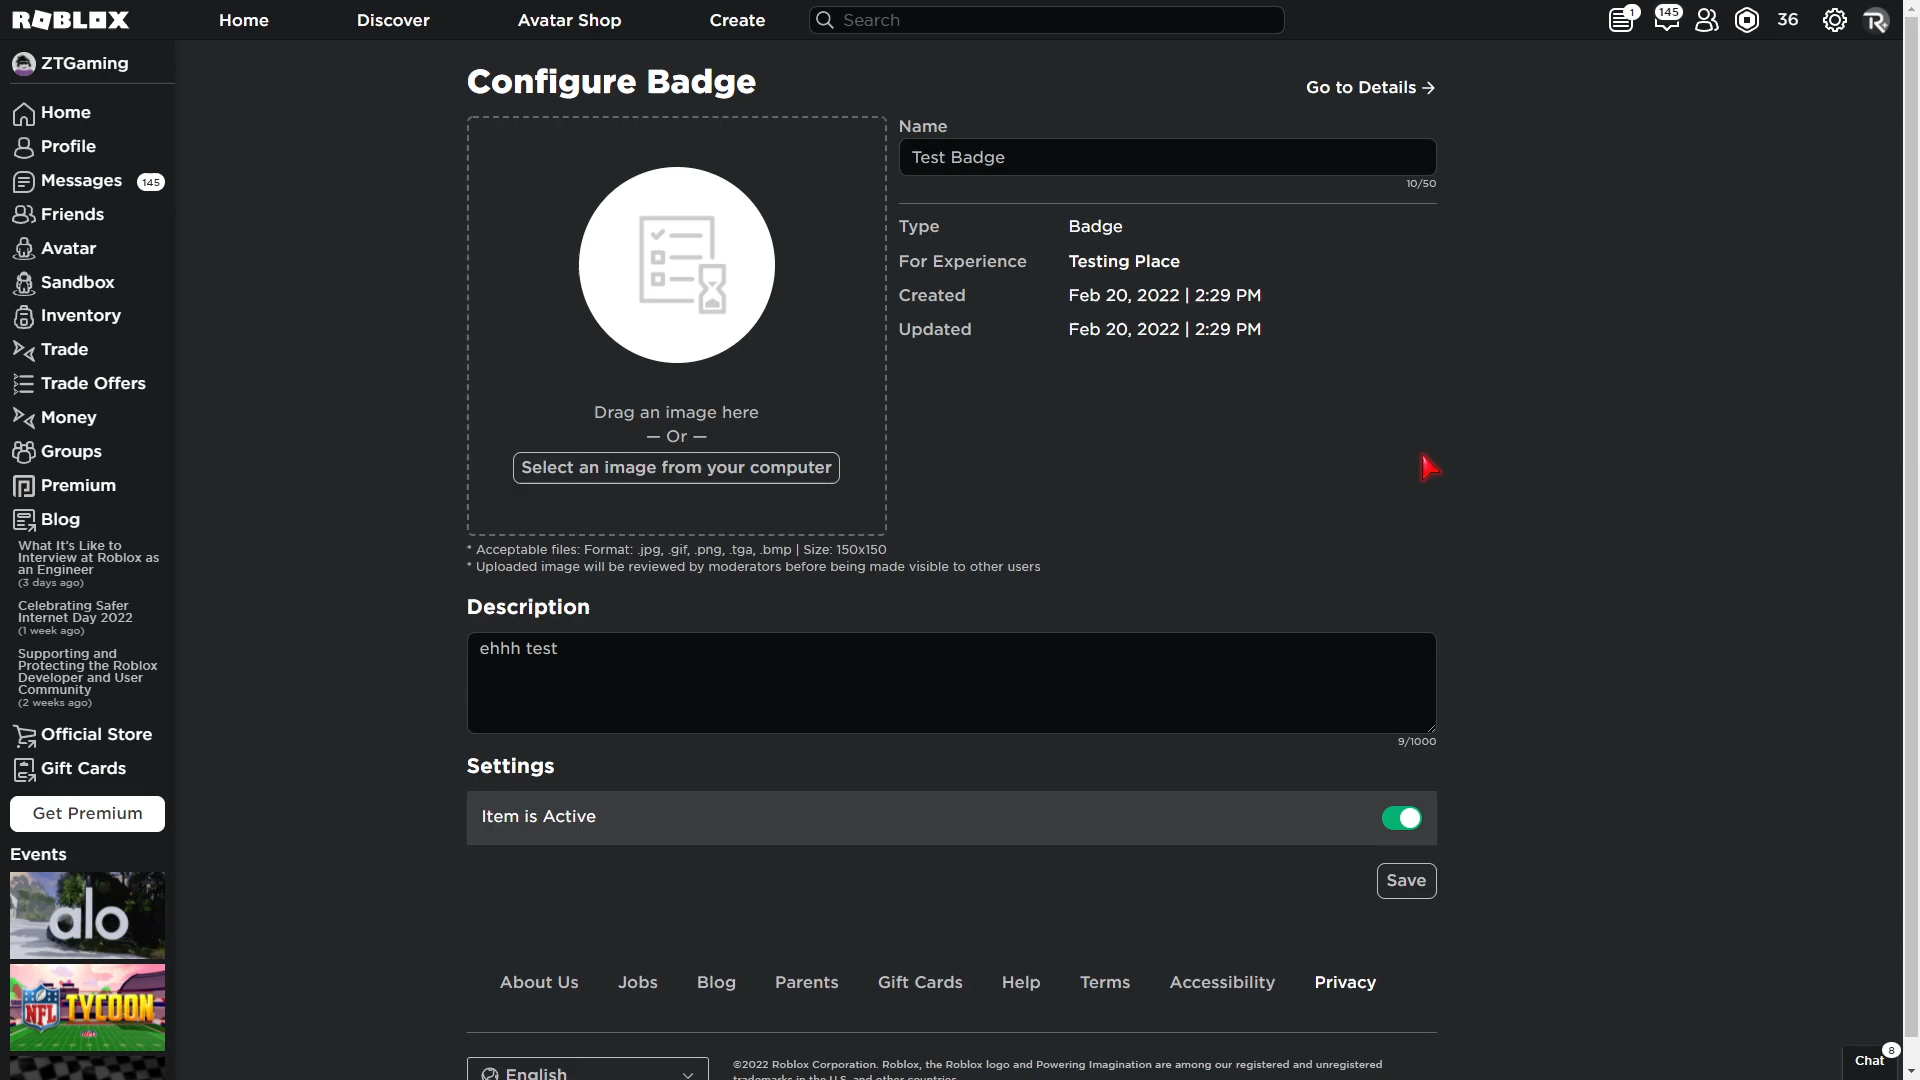 ROBLOX
Home
Discover
Avatar Shop
Create
Search
1
145
36
ZTGaming
Home
Profile
Messages
145
Friends
Avatar
Sandbox
Inventory
Trade
Trade Offers
Money
Groups
Premium
Blog
What It's Like to
Interview at Roblox as
an Engineer
(3 days ago)
Celebrating Safer
Internet Day 2022
(1 week ago)
Supporting and
Protecting the Roblox
Developer and User
Community
(2 weeks ago)
Official Store
Gift Cards
Get Premium
Events
alo
NFL
TYCOON
Configure Badge
Go to Details →
Drag an image here
— Or —
Select an image from your computer
* Acceptable files: Format: .jpg, .gif, .png, .tga, .bmp | Size: 150x150
* Uploaded image will be reviewed by moderators before being made visible to other users
Name
Test Badge
10/50
Type Badge
For Experience Testing Place
Created Feb 20, 2022 | 2:29 PM
Updated Feb 20, 2022 | 2:29 PM
Description
ehhh test
9/1000
Settings
Item is Active
Save
About Us Jobs Blog Parents Gift Cards Help Terms Accessibility Privacy
English
©2022 Roblox Corporation. Roblox, the Roblox logo and Powering Imagination are among our registered and unregistered
trademarks in the U.S. and other countries.
Chat
8